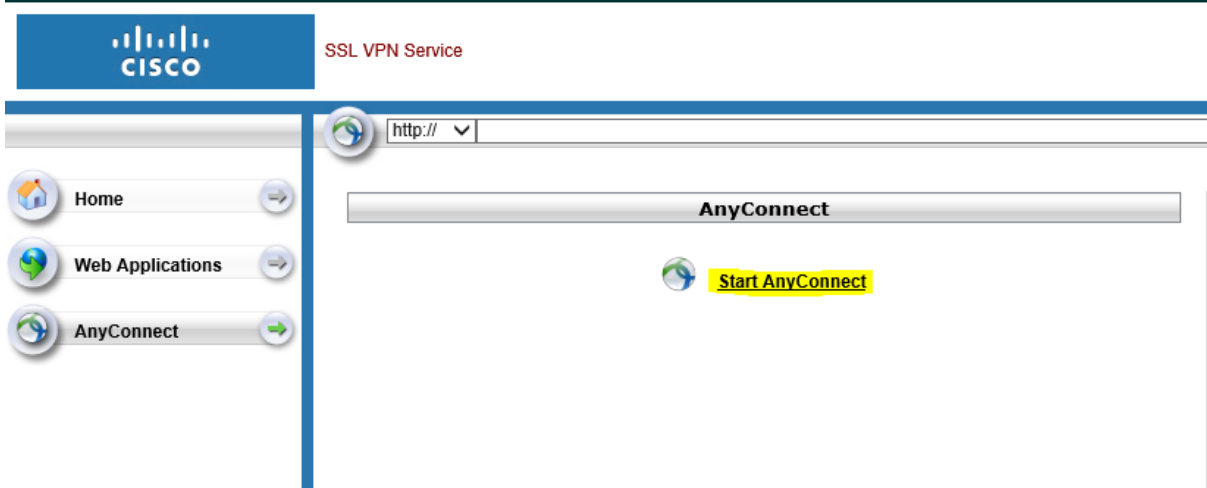 CISCO
SSL VPN Service
http://
Home
Web Applications
AnyConnect
AnyConnect
Start AnyConnect